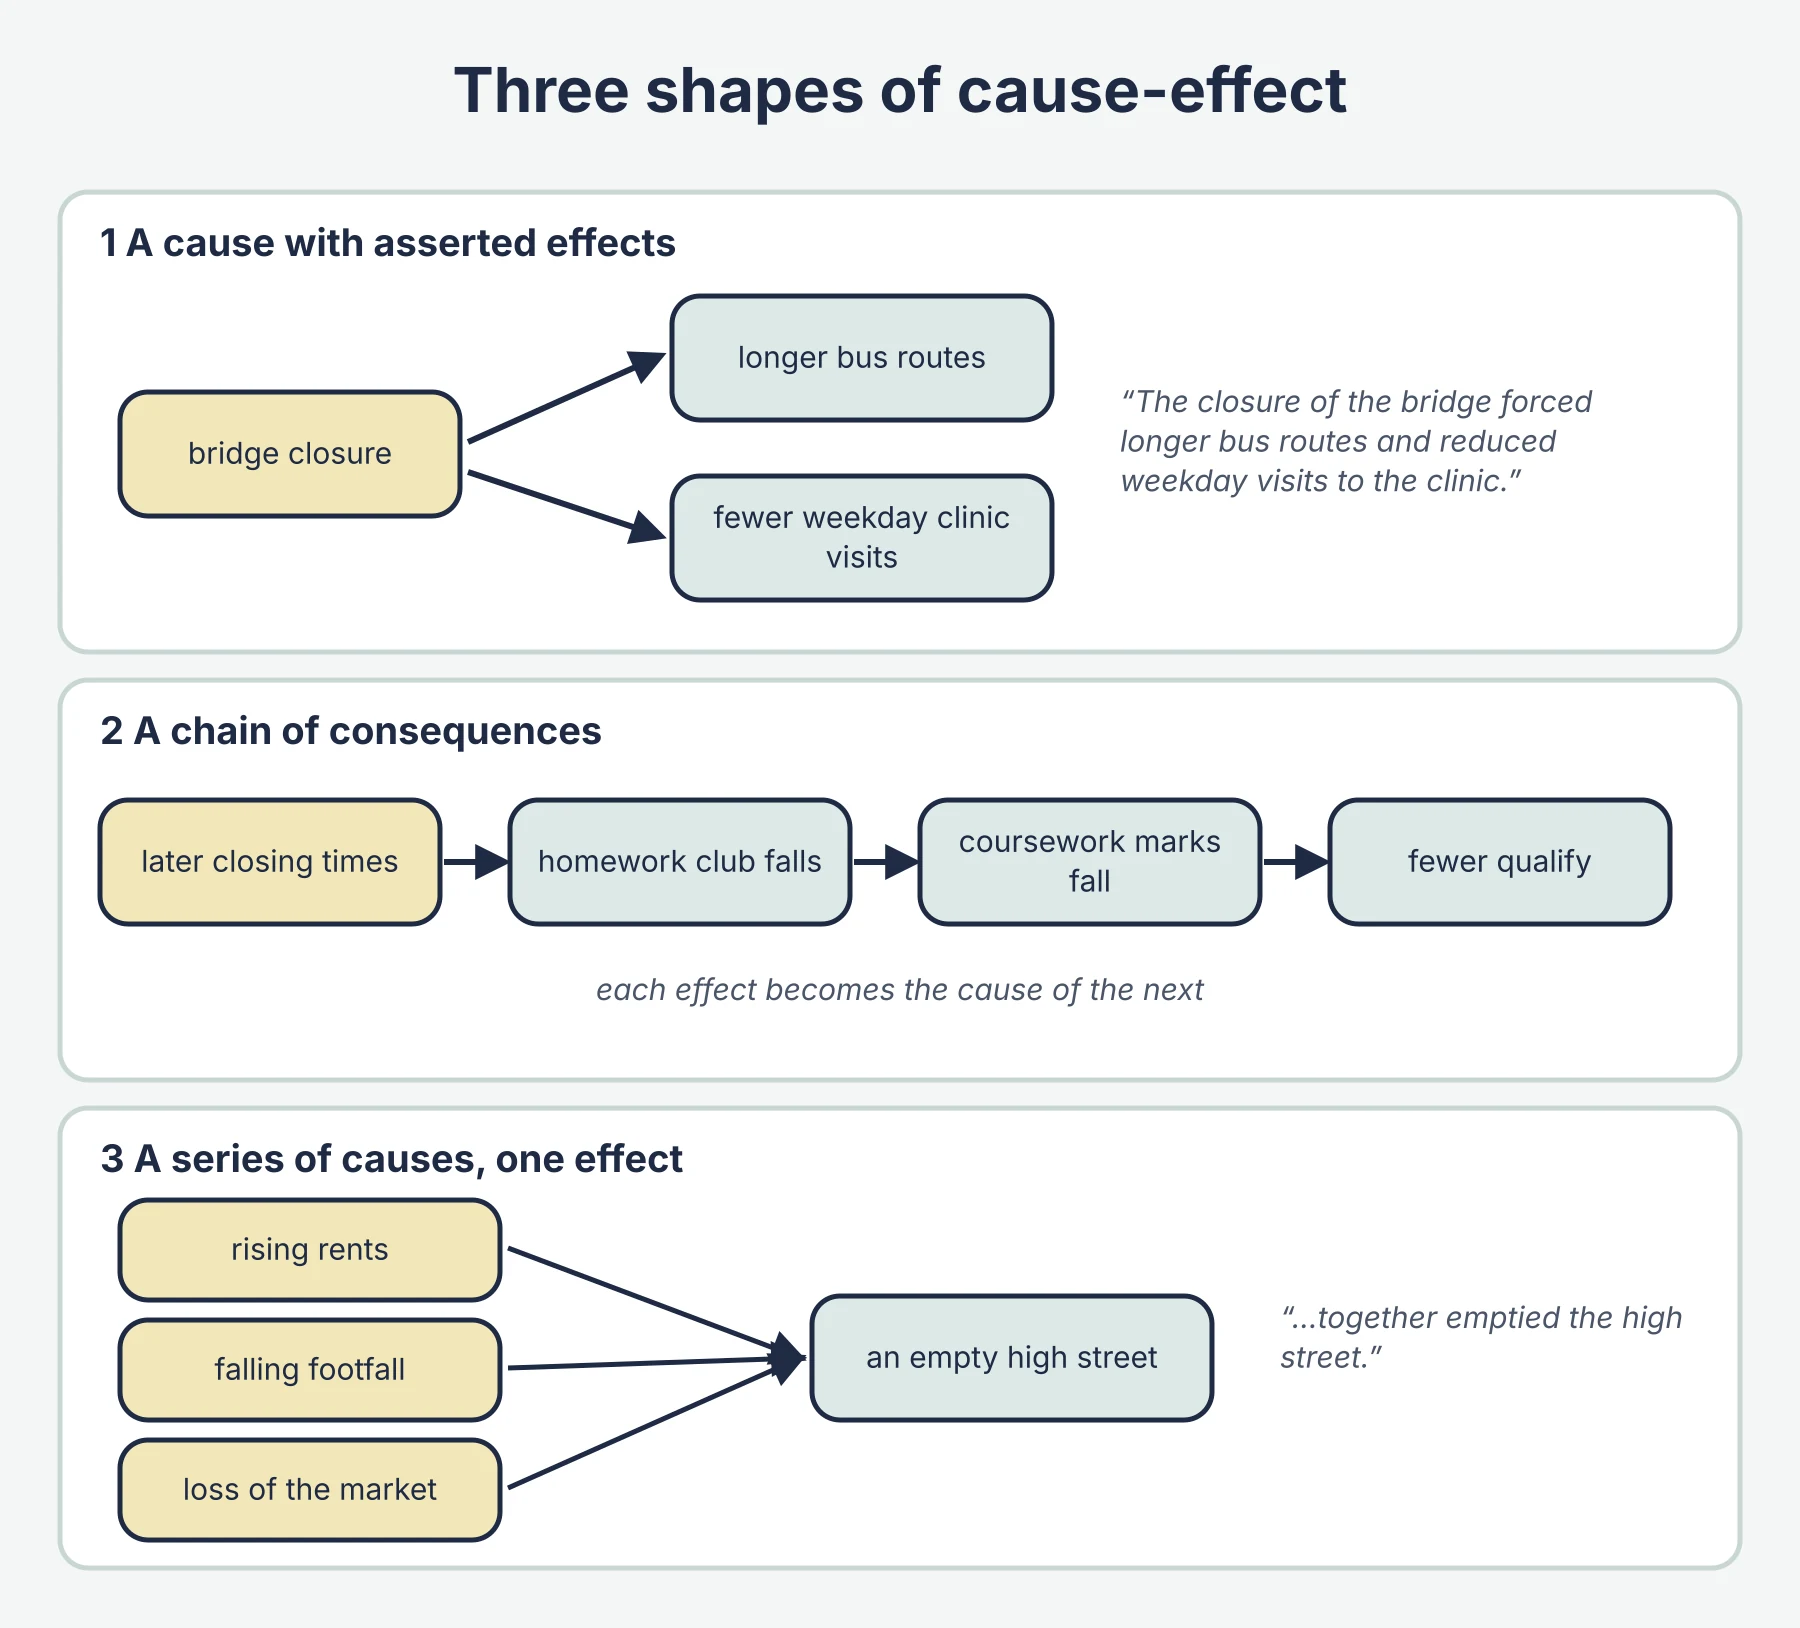 Three shapes of cause-effect
1 A cause with asserted effects
bridge closure
longer bus routes
fewer weekday clinic
visits
“The closure of the bridge forced
longer bus routes and reduced
weekday visits to the clinic.”
2 A chain of consequences
later closing times
homework club falls
coursework marks
fall
fewer qualify
each effect becomes the cause of the next
3 A series of causes, one effect
rising rents
falling footfall
loss of the market
an empty high street
“…together emptied the high
street.”